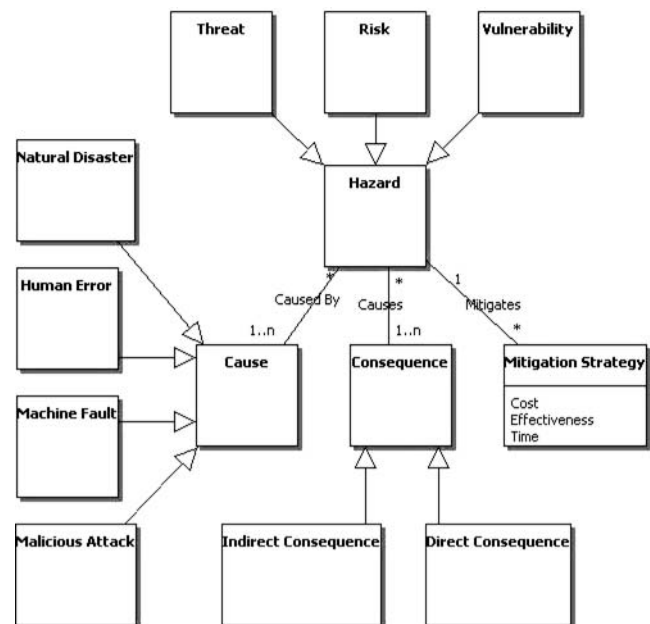 Threat
Risk
Vulnerability
Natural Disaster
Hazard
Human Error
*
*
1
Caused By
Causes
Mitigates
1..n
1..n
*
Cause
Consequence
Mitigation Strategy
Cost
Effectiveness
Time
Machine Fault
Malicious Attack
Indirect Consequence
Direct Consequence